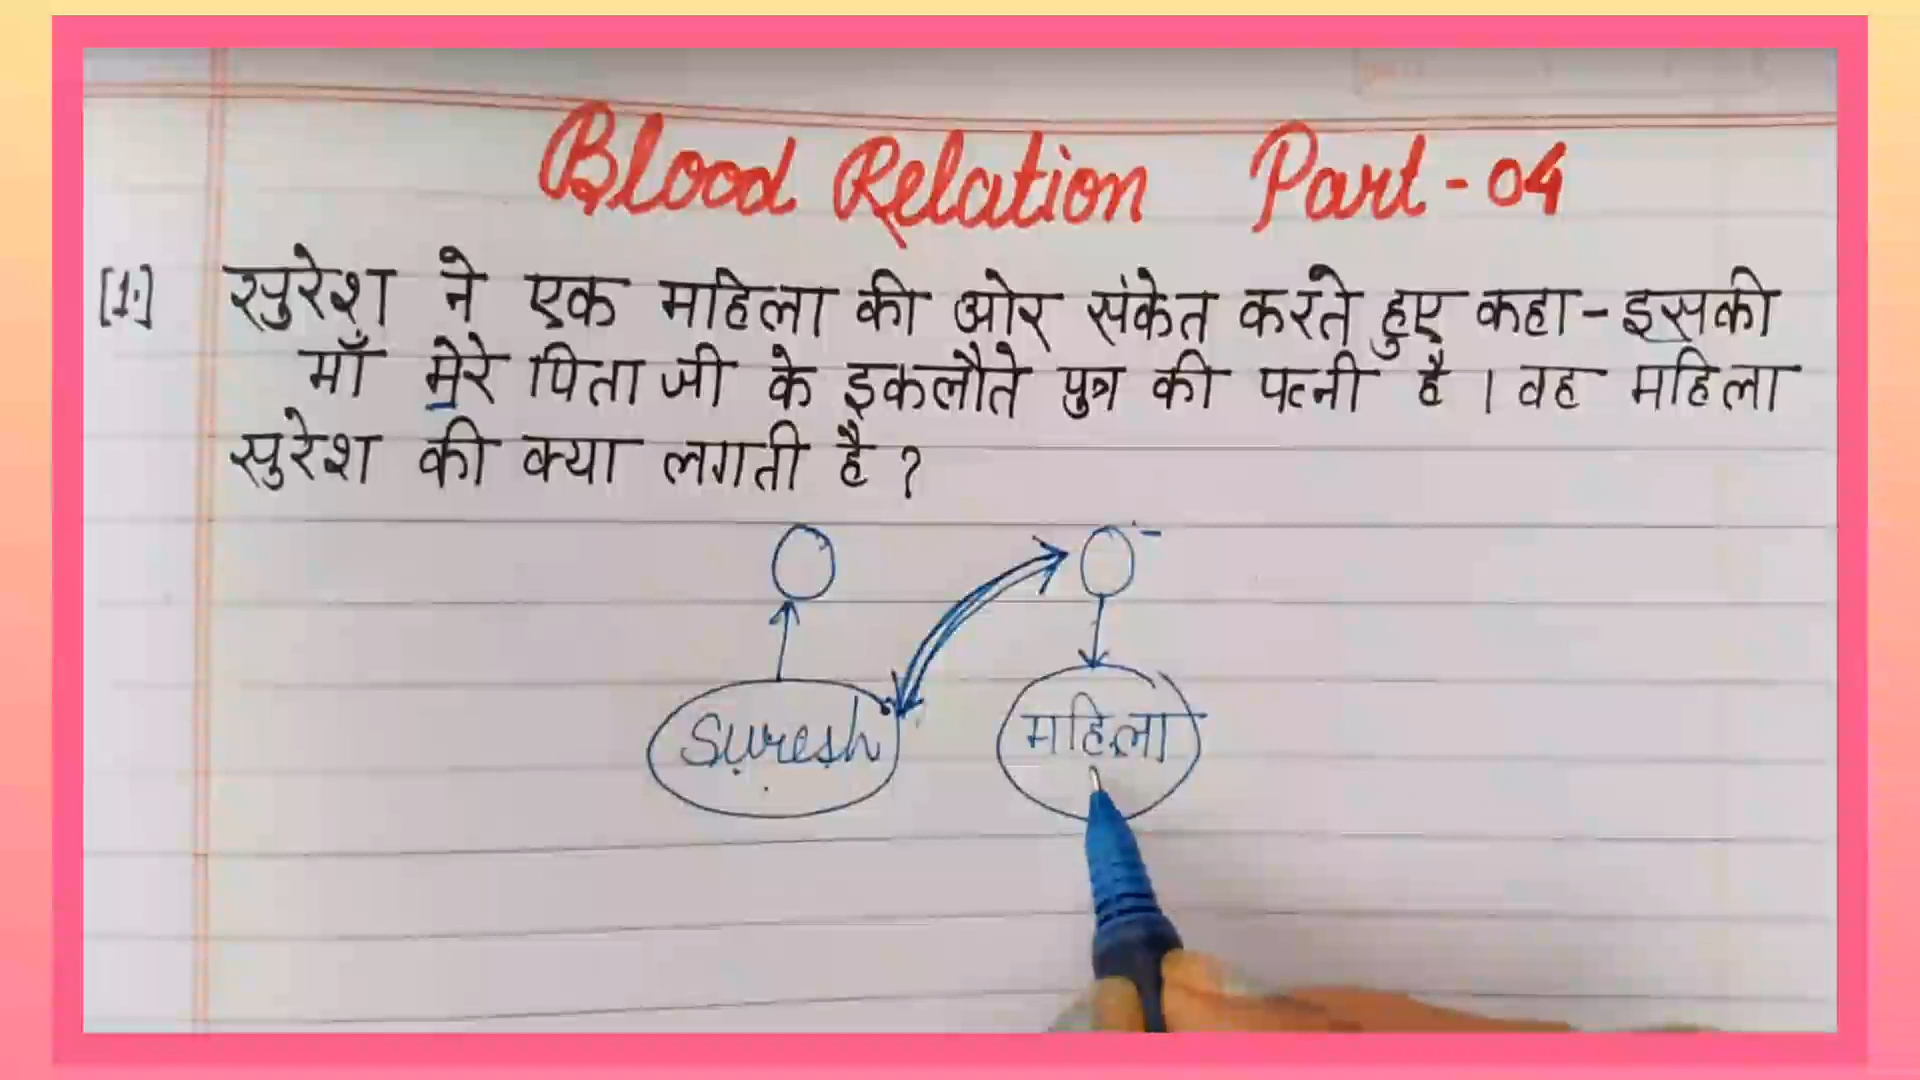 Blood Relation Part-04
[1.] सुरेश ने एक महिला की ओर संकेत करते हुए कहा-इसकी
माँ मेरे पिता जी के इकलौते पुत्र की पत्नी है। वह महिला
सुरेश की क्या लगती है?
Suresh महिला